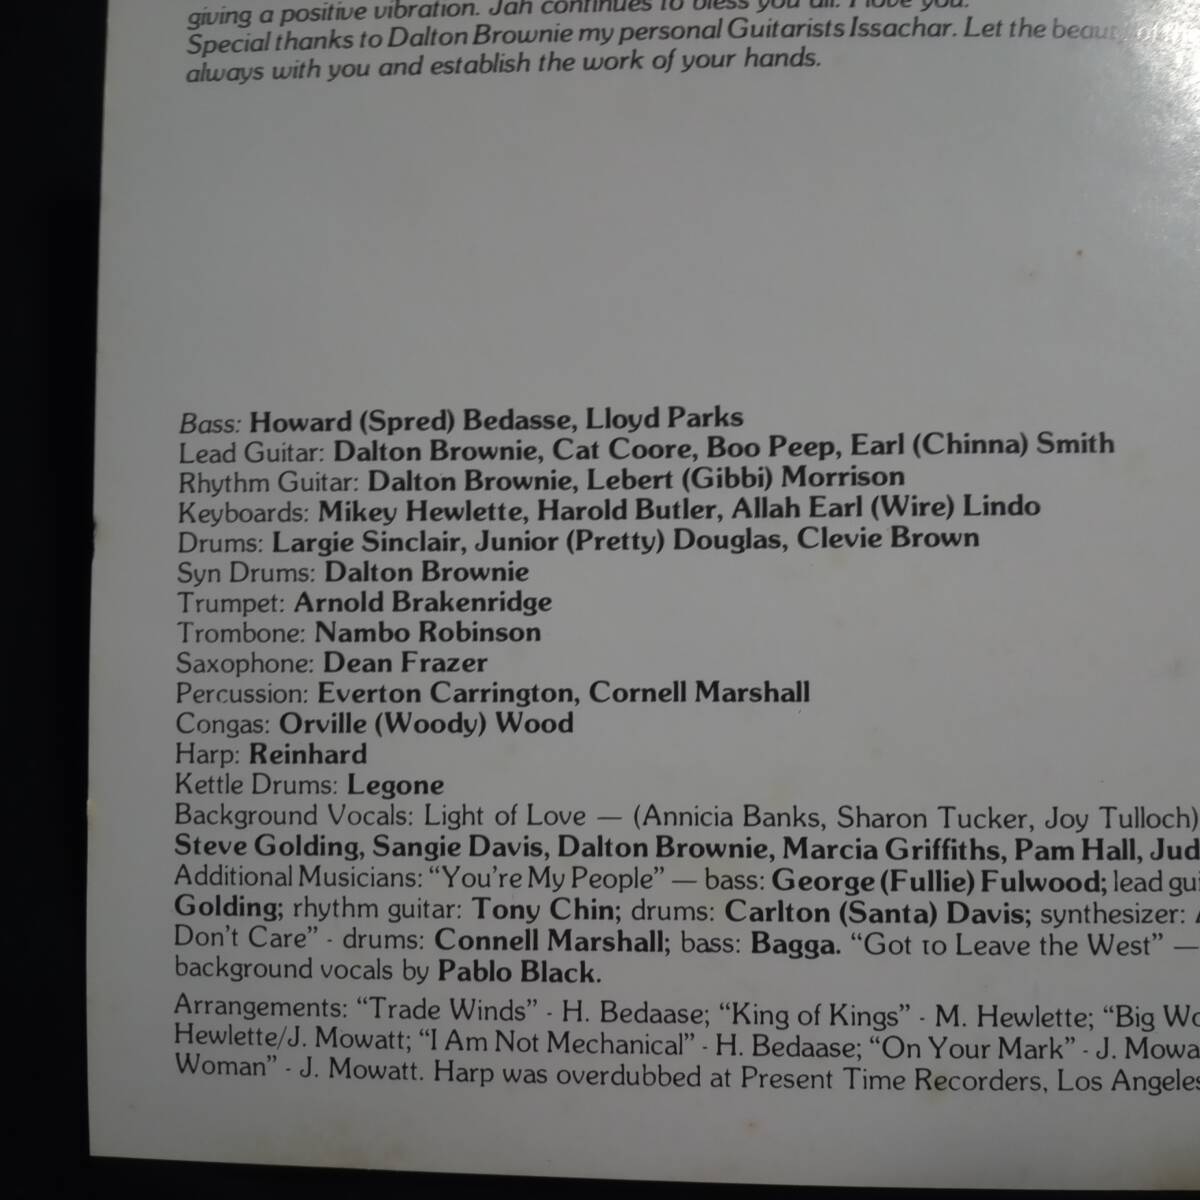 giving a positive vibration. Jah continues to bless you all. I love you.
Special thanks to Dalton Brownie my personal Guitarists Issachar. Let the
always with you and establish the work of your hands.
Bass: Howard (Spred) Bedasse, Lloyd Parks
Lead Guitar: Dalton Brownie, Cat Coore, Boo Peep, Earl (Chinna) Smith
Rhythm Guitar: Dalton Brownie, Lebert (Gibbi) Morrison
Keyboards: Mikey Hewlette, Harold Butler, Allah Earl (Wire) Lindo
Drums: Largie Sinclair, Junior (Pretty) Douglas, Clevie Brown
Syn Drums: Dalton Brownie
Trumpet: Arnold Brakenridge
Trombone: Nambo Robinson
Saxophone: Dean Frazer
Percussion: Everton Carrington, Cornell Marshall
Congas: Orville (Woody) Wood
Harp: Reinhard
Kettle Drums: Legone
Background Vocals: Light of Love — (Annicia Banks, Sharon Tucker, Joy Tulloch)
Steve Golding, Sangie Davis, Dalton Brownie, Marcia Griffiths, Pam Hall, Jud
Additional Musicians: “You're My People” — bass: George (Fullie) Fulwood; lead gui
Golding; rhythm guitar: Tony Chin; drums: Carlton (Santa) Davis; synthesizer:
Don't Care” - drums: Connell Marshall; bass: Bagga. “Got to Leave the West” —
background vocals by Pablo Black.
Arrangements: “Trade Winds” - H. Bedaase; “King of Kings” - M. Hewlette; “Big Wo
Hewlette/J. Mowatt; “I Am Not Mechanical” - H. Bedaase; “On Your Mark” - J. Mowa
Woman” - J. Mowatt. Harp was overdubbed at Present Time Recorders, Los Angeles